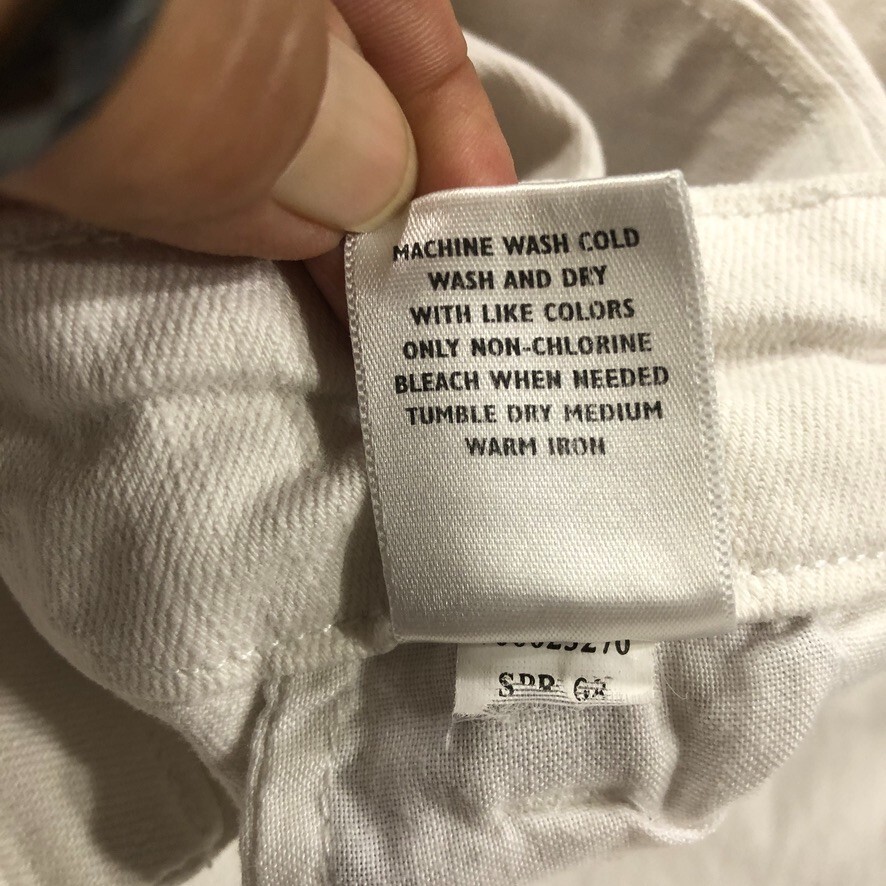 MACHINE WASH COLD
WASH AND DRY
WITH LIKE COLORS
ONLY NON-CHLORINE
BLEACH WHEN NEEDED
TUMBLE DRY MEDIUM
WARM IRON
SPR